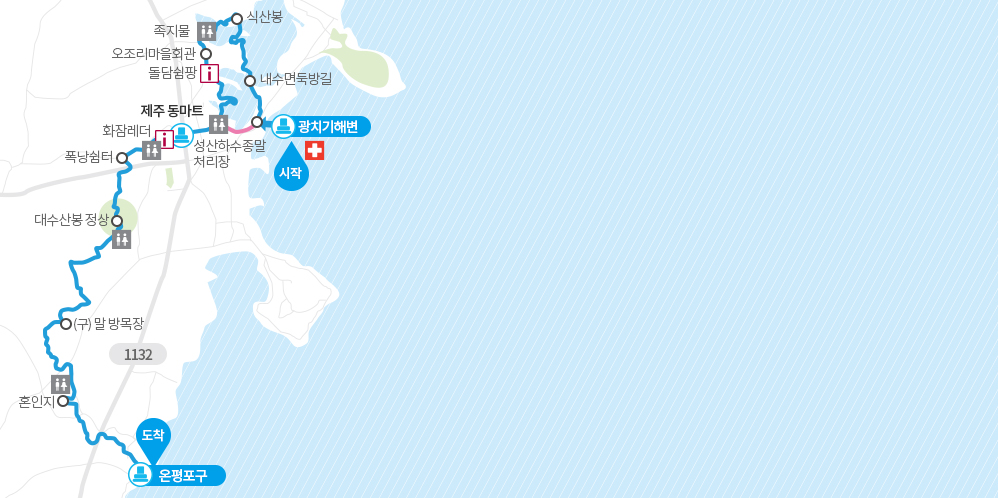 식산봉
족지물
오조리마을회관
돌담쉼팡
내수면둑방길
제주 동마트
광치기해변
화잠레더
성산하수종말
처리장
폭낭쉼터
시작
대수산봉 정상
(구) 말 방목장
1132
혼인지
도착
온평포구